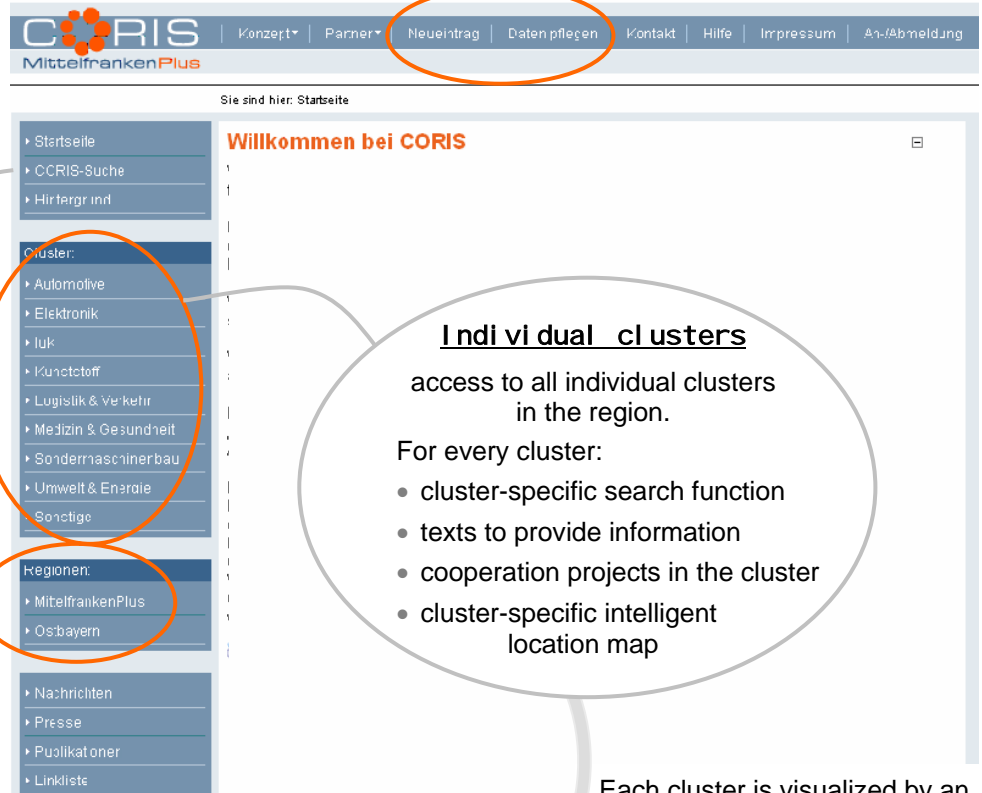 CORIS
MittelfrankenPlus
Konzept Partner Neueintrag Daten pflegen Kontakt Hilfe Impressum An-/Abmeldung
Sie sind hier: Startseite
Startseite
CORIS-Suche
Hintergrund
Willkommen bei CORIS
Cluster:
Automotive
Elektronik
IuK
Kunststoff
Logistik & Verkehr
Medizin & Gesundheit
Sondermaschinenbau
Umwelt & Energie
Sonstige
Regionen:
MittelfrankenPlus
Ostbayern
Nachrichten
Presse
Publikationen
Linkliste
Individual clusters
access to all individual clusters
in the region.
For every cluster:
• cluster-specific search function
• texts to provide information
• cooperation projects in the cluster
• cluster-specific intelligent
location map
Each cluster is visualized by an